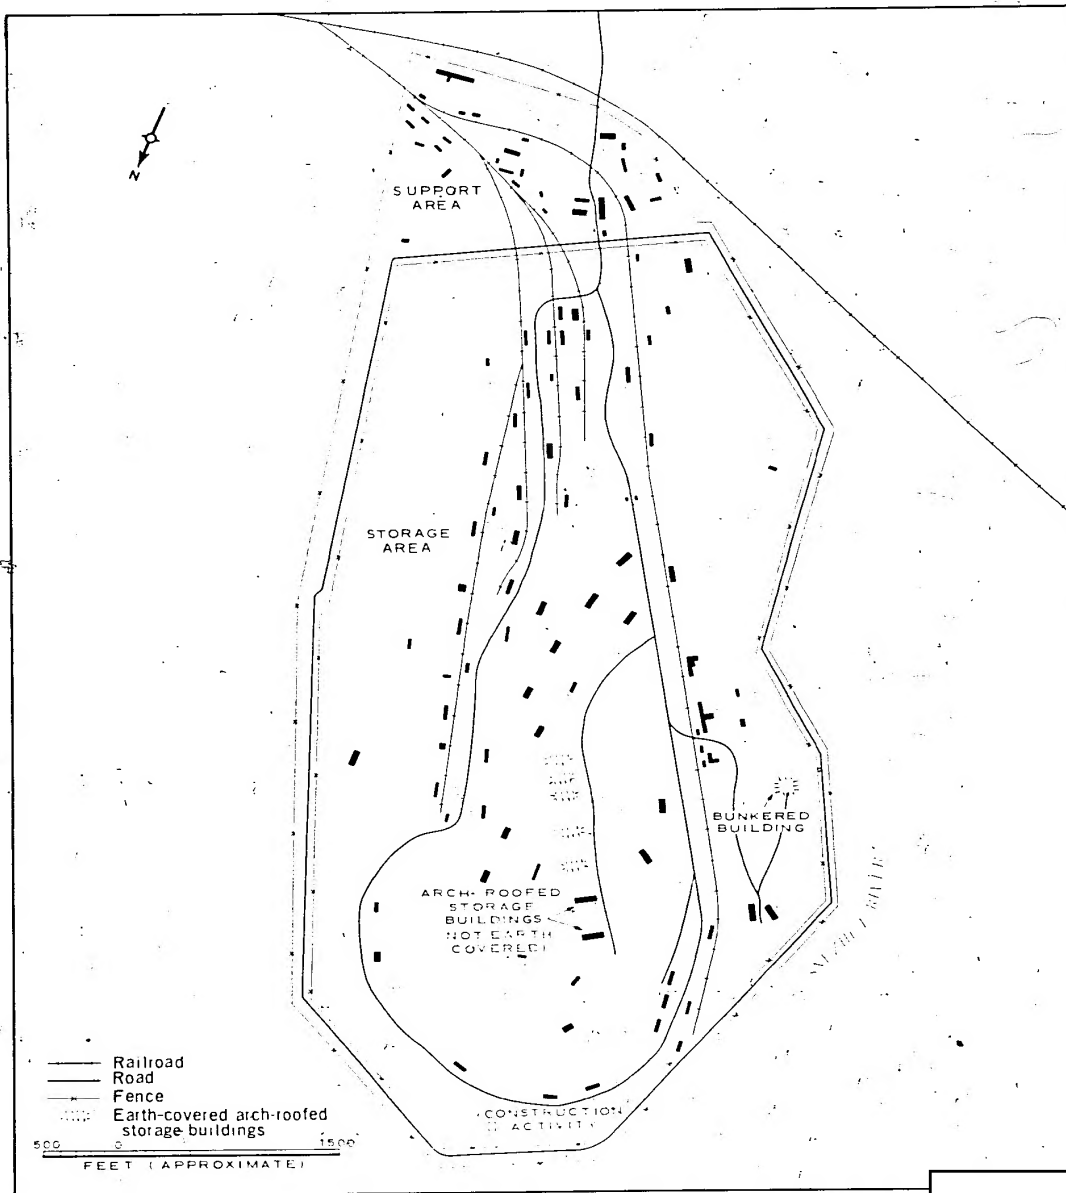 N
SUPPORT
AREA
STORAGE
AREA
BUNKERED
BUILDING
ARCH-ROOFED
STORAGE
BUILDINGS
(NOT EARTH
COVERED)
RIVER
CONSTRUCTION
ACTIVITY
Railroad
Road
Fence
Earth-covered arch-roofed
storage buildings
500 0 1500
FEET (APPROXIMATE)